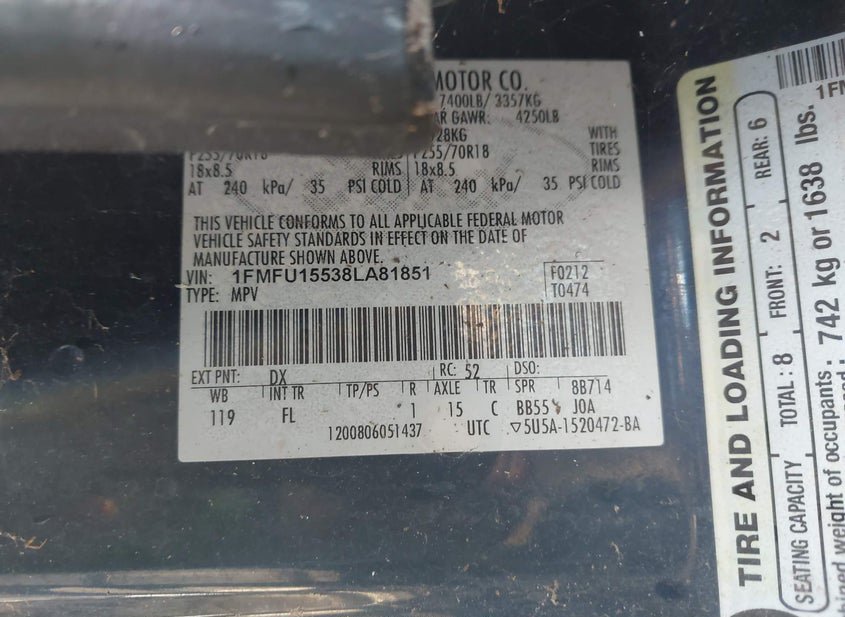 MOTOR CO.
7400LB/ 3357KG
GAWR: 4250LB
28KG WITH
P255/70R18 P255/70R18 TIRES
18x8.5 RIMS 18x8.5 RIMS
AT 240 kPa/ 35 PSI COLD AT 240 kPa/ 35 PSI COLD
THIS VEHICLE CONFORMS TO ALL APPLICABLE FEDERAL MOTOR
VEHICLE SAFETY STANDARDS IN EFFECT ON THE DATE OF
MANUFACTURE SHOWN ABOVE.
VIN: 1FMFU15538LA81851 F0212
TYPE: MPV T0474
EXT PNT: DX RC: 52 DSO:
WB INT TR TP/PS R AXLE TR SPR 8B714
119 FL 1 15 C BB55 JOA
1200806051437 UTC ▽5U5A-1520472-BA
TIRE AND LOADING INFORMATION
SEATING CAPACITY TOTAL: 8 FRONT: 2 REAR: 6
weight of occupants: 742 kg or 1638 lbs.